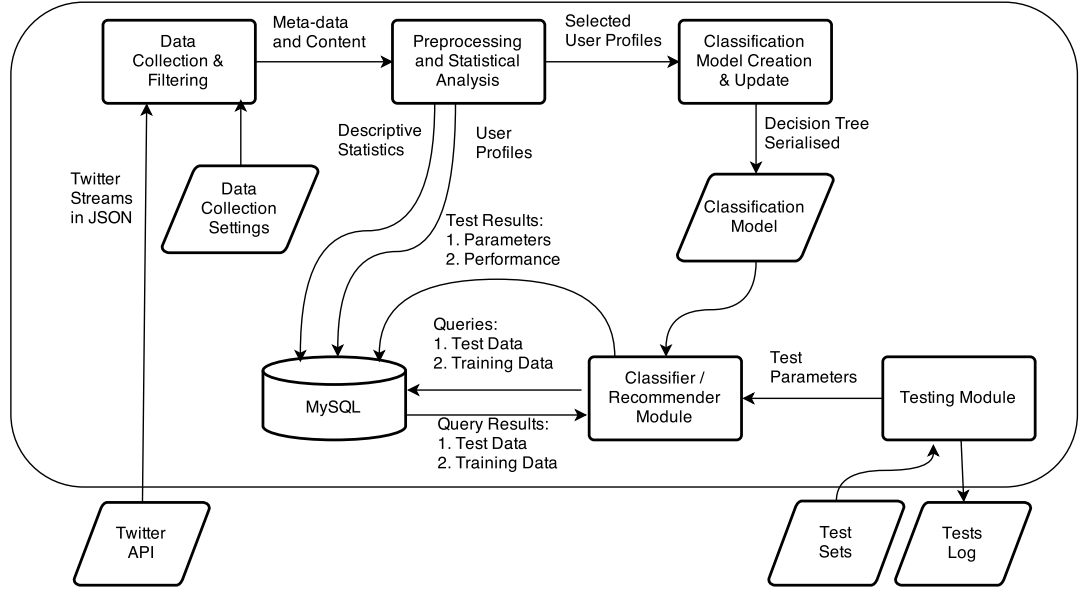 Data
Collection &
Filtering
Meta-data
and Content
Preprocessing
and Statistical
Analysis
Selected
User Profiles
Classification
Model Creation
& Update
Descriptive
Statistics
User
Profiles
Decision Tree
Serialised
Twitter
Streams
in JSON
Data
Collection
Settings
Classification
Model
Test Results:
1. Parameters
2. Performance
Queries:
1. Test Data
2. Training Data
MySQL
Classifier /
Recommender
Module
Test
Parameters
Testing Module
Query Results:
1. Test Data
2. Training Data
Twitter
API
Test
Sets
Tests
Log